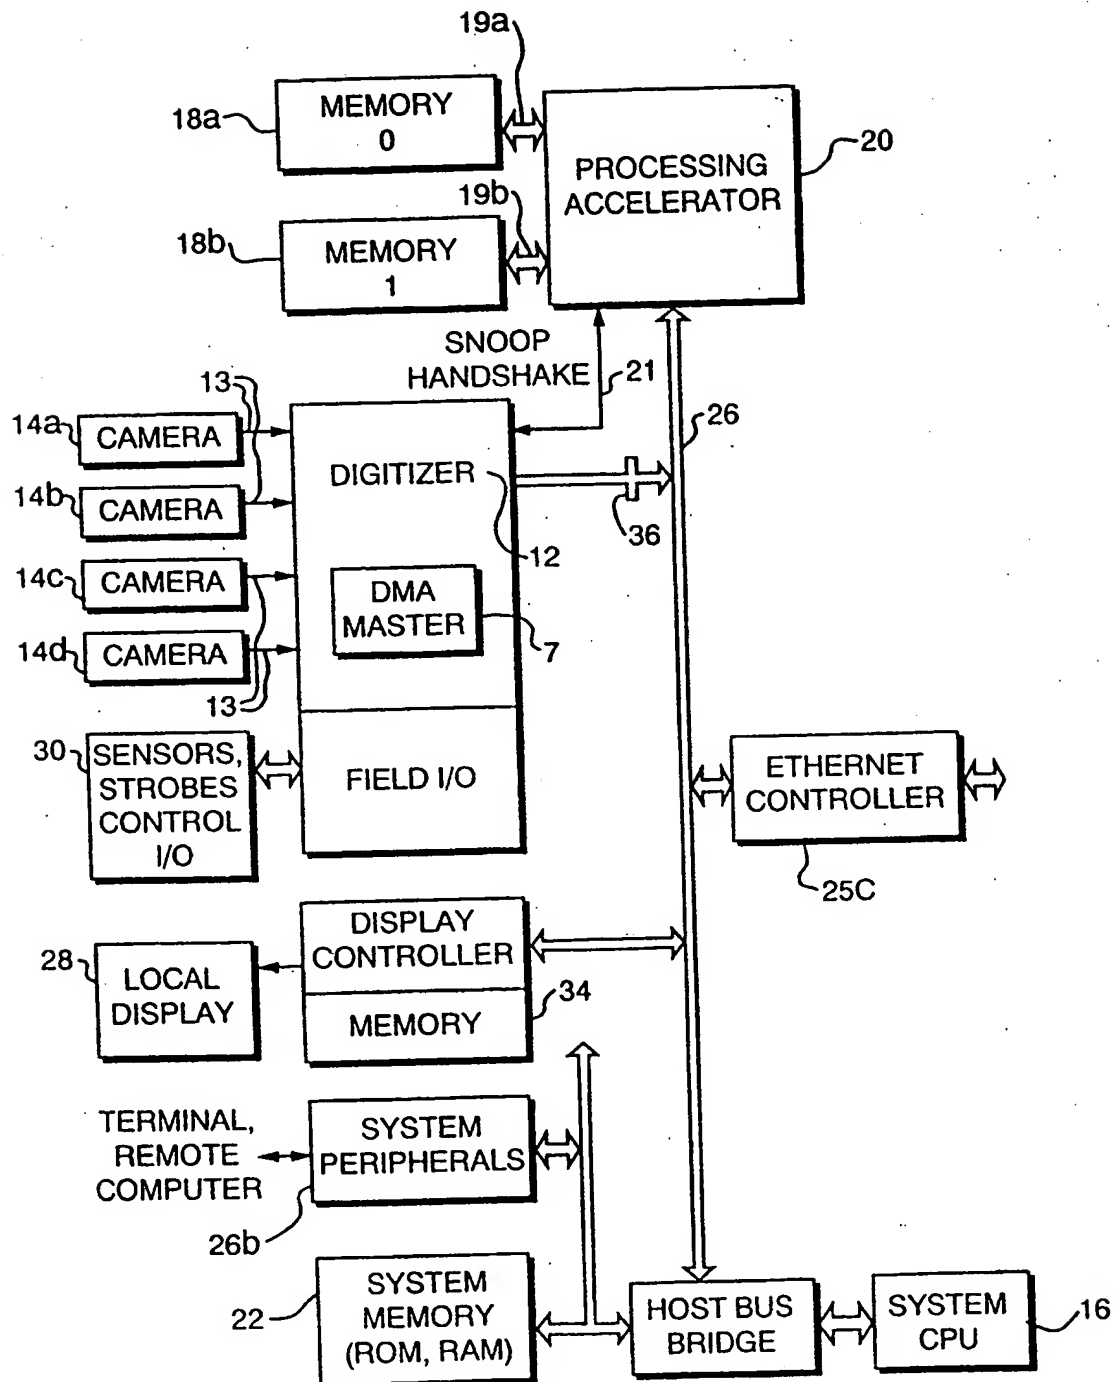 19a
MEMORY
0
18a
PROCESSING
ACCELERATOR
20
19b
MEMORY
1
18b
SNOOP
HANDSHAKE
21
13
14a
CAMERA
14b
CAMERA
14c
CAMERA
14d
CAMERA
13
DIGITIZER
12
36
26
DMA
MASTER
7
30
SENSORS,
STROBES
CONTROL
I/O
FIELD I/O
ETHERNET
CONTROLLER
25C
28
LOCAL
DISPLAY
DISPLAY
CONTROLLER
MEMORY
34
TERMINAL,
REMOTE
COMPUTER
SYSTEM
PERIPHERALS
26b
22
SYSTEM
MEMORY
(ROM, RAM)
HOST BUS
BRIDGE
SYSTEM
CPU
16